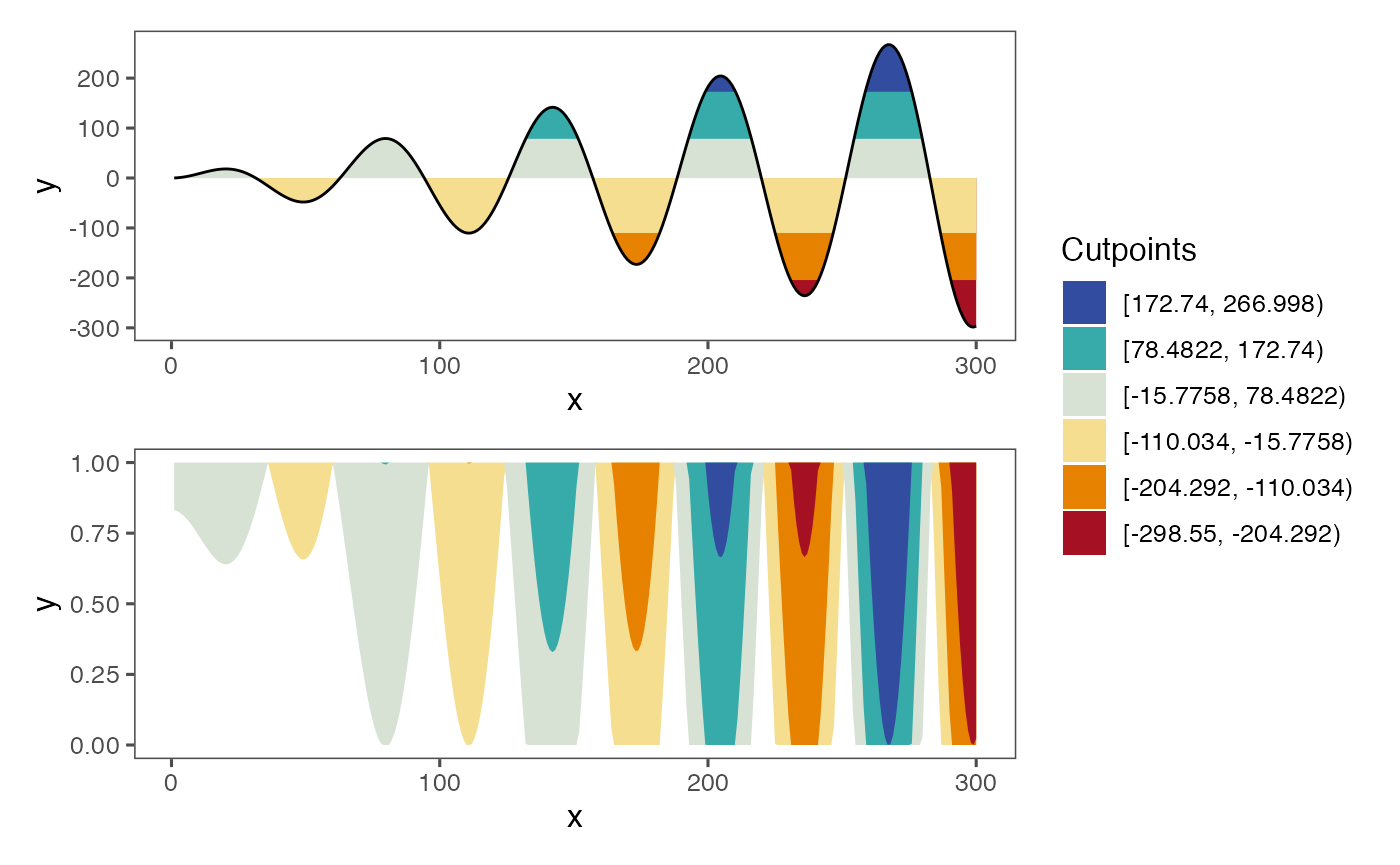 200
100
0
-100
-200
-300
y
0 100 200 300
x
1.00
0.75
0.50
0.25
0.00
y
0 100 200 300
x
Cutpoints
[172.74, 266.998)
[78.4822, 172.74)
[-15.7758, 78.4822)
[-110.034, -15.7758)
[-204.292, -110.034)
[-298.55, -204.292)